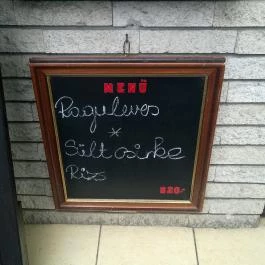 MENÜ
Raguleves
*
Sült csirke
Rizs
820.-